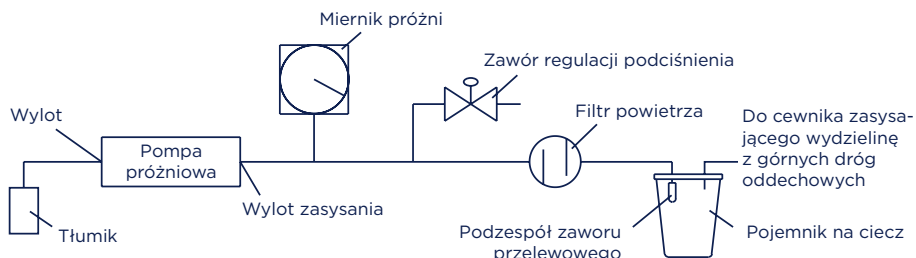 Miernik próżni
Zawór regulacji podciśnienia
Filtr powietrza
Do cewnika zasysa-
jącego wydzielinę
z górnych dróg
oddechowych
Wylot
Pompa
próżniowa
Wylot zasysania
Tłumik
Podzespół zaworu
przelewowego
Pojemnik na ciecz